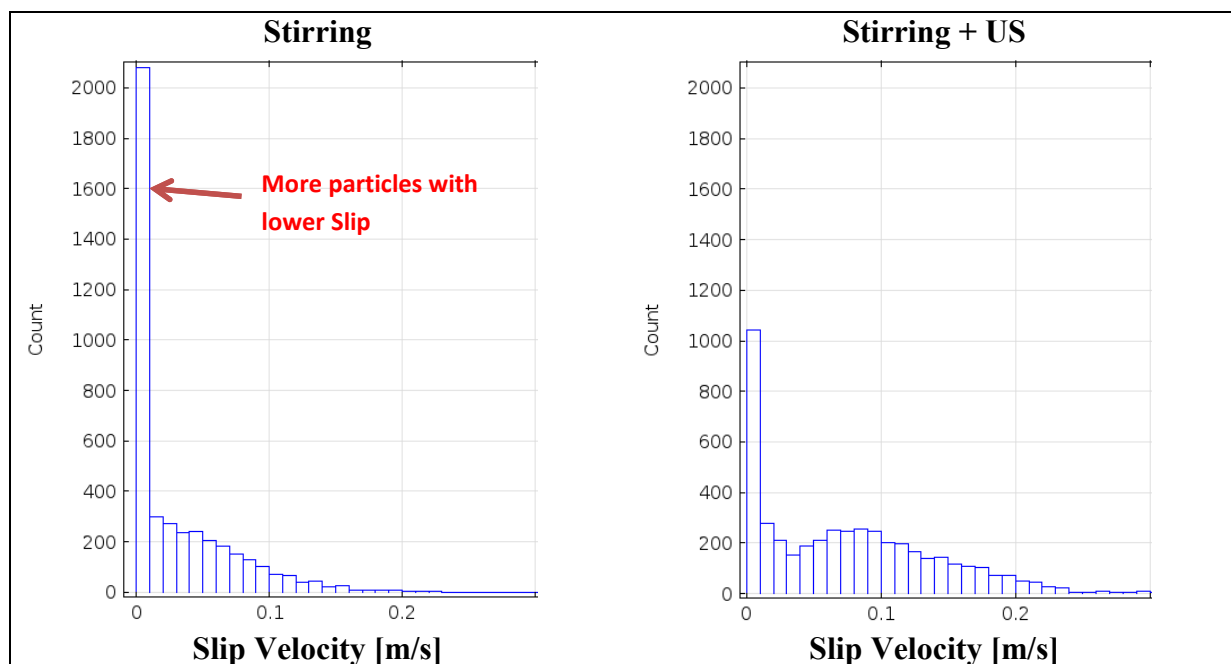 Stirring
2000
1800
1600
1400
1200
1000
800
600
400
200
0
Count
More particles with
lower Slip
0 0.1 0.2
Slip Velocity [m/s]
Stirring + US
2000
1800
1600
1400
1200
1000
800
600
400
200
0
Count
0 0.1 0.2
Slip Velocity [m/s]